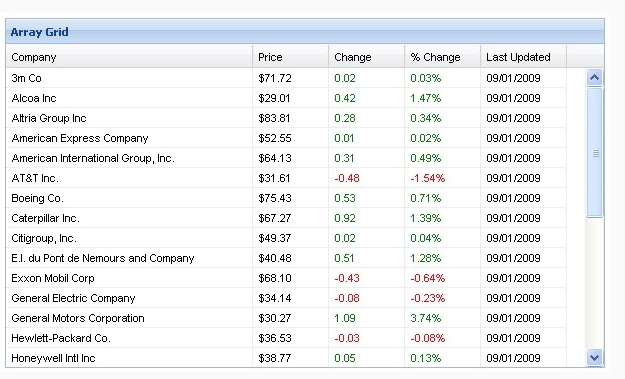 Array Grid
Company Price Change % Change Last Updated
3m Co $71.72 0.02 0.03% 09/01/2009
Alcoa Inc $29.01 0.42 1.47% 09/01/2009
Altria Group Inc $83.81 0.28 0.34% 09/01/2009
American Express Company $52.55 0.01 0.02% 09/01/2009
American International Group, Inc. $64.13 0.31 0.49% 09/01/2009
AT&T Inc. $31.61 -0.48 -1.54% 09/01/2009
Boeing Co. $75.43 0.53 0.71% 09/01/2009
Caterpillar Inc. $67.27 0.92 1.39% 09/01/2009
Citigroup, Inc. $49.37 0.02 0.04% 09/01/2009
E.I. du Pont de Nemours and Company $40.48 0.51 1.28% 09/01/2009
Exxon Mobil Corp $68.10 -0.43 -0.64% 09/01/2009
General Electric Company $34.14 -0.08 -0.23% 09/01/2009
General Motors Corporation $30.27 1.09 3.74% 09/01/2009
Hewlett-Packard Co. $36.53 -0.03 -0.08% 09/01/2009
Honeywell Intl Inc $38.77 0.05 0.13% 09/01/2009